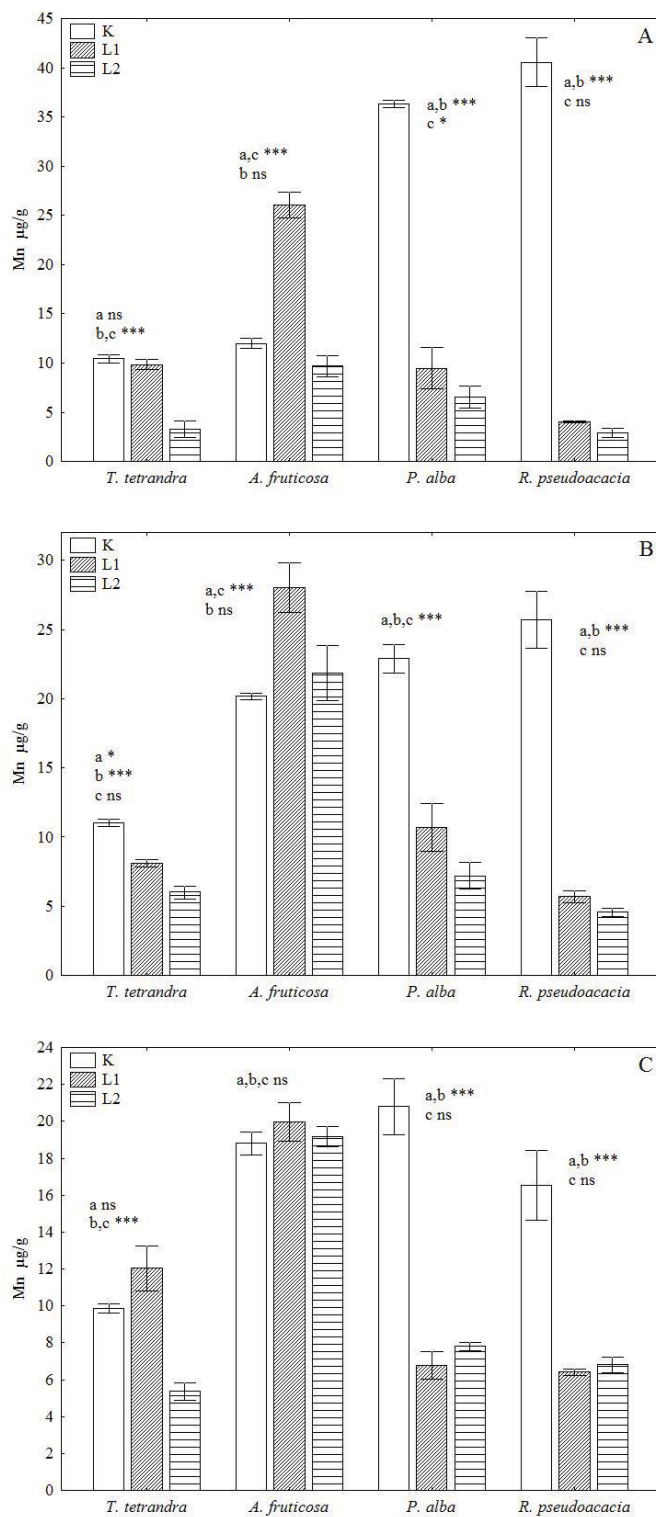 K
L1
L2
A
Mn µg/g
45
40
35
30
25
20
15
10
5
0
a ns
b,c ***
a,c ***
b ns
a,b ***
c *
a,b ***
c ns
T. tetrandra
A. fruticosa
P. alba
R. pseudoacacia
K
L1
L2
B
Mn µg/g
30
25
20
15
10
5
0
a *
b ***
c ns
a,c ***
b ns
a,b,c ***
a,b ***
c ns
T. tetrandra
A. fruticosa
P. alba
R. pseudoacacia
K
L1
L2
C
Mn µg/g
24
22
20
18
16
14
12
10
8
6
4
2
0
a ns
b,c ***
a,b,c ns
a,b ***
c ns
a,b ***
c ns
T. tetrandra
A. fruticosa
P. alba
R. pseudoacacia